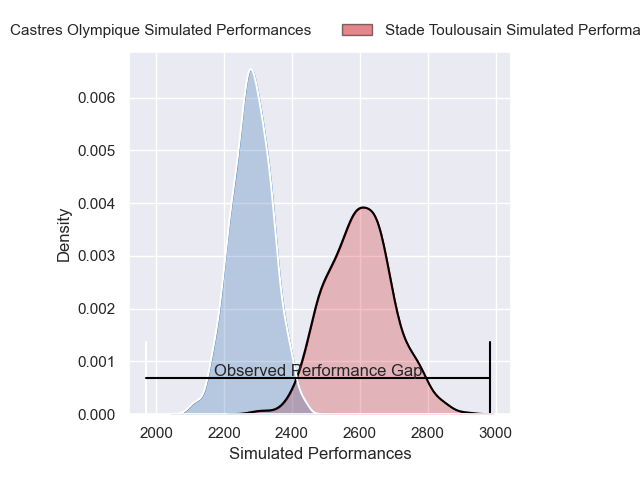 Castres Olympique Simulated Performances
Stade Toulousain Simulated Performa
0.006
0.005
0.004
0.003
0.002
0.001
0.000
Density
Observed Performance Gap
2000 2200 2400 2600 2800 3000
Simulated Performances